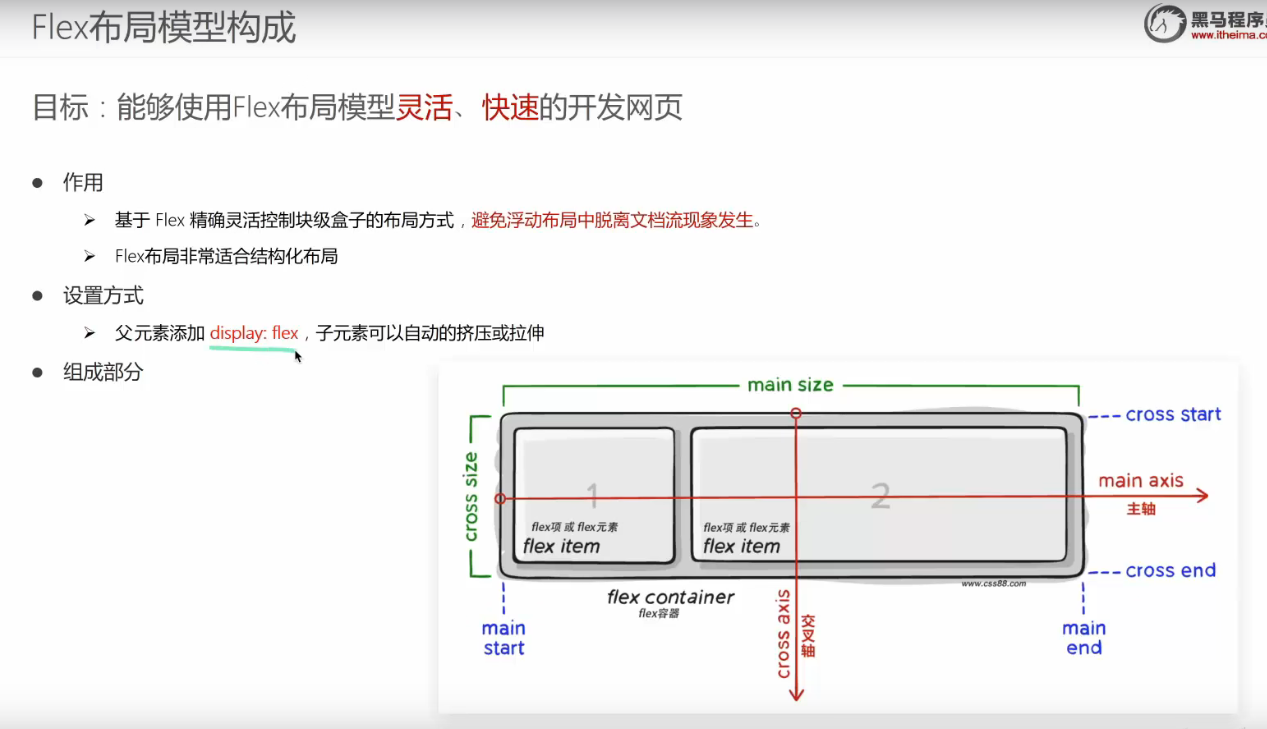 Flex布局模型构成
黑马程序
www.itheima.co
目标：能够使用Flex布局模型灵活、快速的开发网页
● 作用
➢ 基于 Flex 精确灵活控制块级盒子的布局方式，避免浮动布局中脱离文档流现象发生。
➢ Flex布局非常适合结构化布局
● 设置方式
➢ 父元素添加 display: flex，子元素可以自动的挤压或拉伸
● 组成部分
main size
cross start
cross size
1
2
main axis
主轴
flex项 或 flex元素
flex项 或 flex元素
flex item
flex item
cross end
www.css88.com
flex container
flex容器
cross axis
交叉轴
main
start
main
end